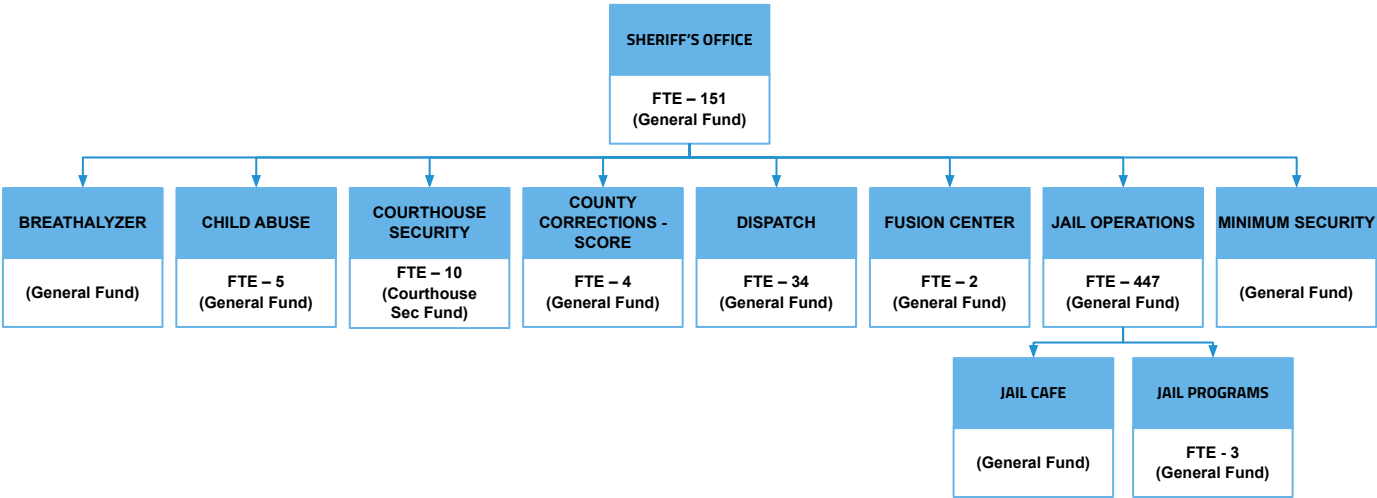 SHERIFF'S OFFICE
FTE – 151
(General Fund)
BREATHALYZER
(General Fund)
CHILD ABUSE
FTE – 5
(General Fund)
COURTHOUSE
SECURITY
FTE – 10
(Courthouse
Sec Fund)
COUNTY
CORRECTIONS -
SCORE
FTE – 4
(General Fund)
DISPATCH
FTE – 34
(General Fund)
FUSION CENTER
FTE – 2
(General Fund)
JAIL OPERATIONS
FTE – 447
(General Fund)
MINIMUM SECURITY
(General Fund)
JAIL CAFE
(General Fund)
JAIL PROGRAMS
FTE - 3
(General Fund)